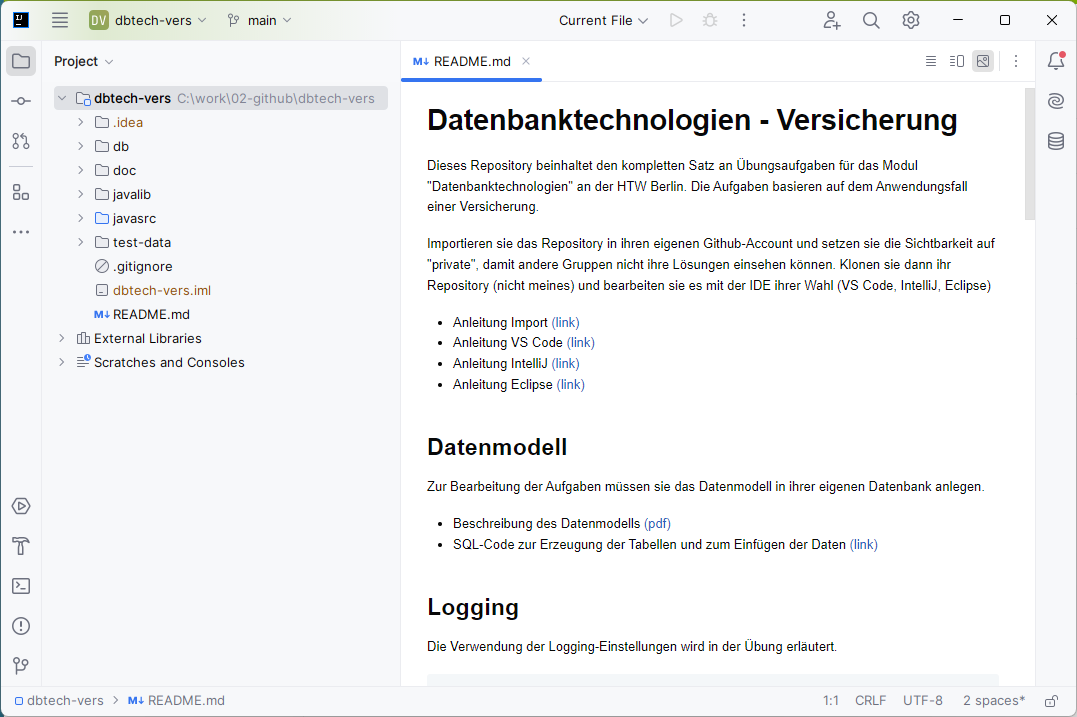 DV dbtech-vers main Current File
Project
README.md
dbtech-vers C:\work\02-github\dbtech-vers
.idea
db
doc
javalib
javasrc
test-data
.gitignore
dbtech-vers.iml
README.md
External Libraries
Scratches and Consoles
Datenbanktechnologien - Versicherung
Dieses Repository beinhaltet den kompletten Satz an Übungsaufgaben für das Modul
"Datenbanktechnologien" an der HTW Berlin. Die Aufgaben basieren auf dem Anwendungsfall
einer Versicherung.
Importieren sie das Repository in ihren eigenen Github-Account und setzen sie die Sichtbarkeit auf
"private", damit andere Gruppen nicht ihre Lösungen einsehen können. Klonen sie dann ihr
Repository (nicht meines) und bearbeiten sie es mit der IDE ihrer Wahl (VS Code, IntelliJ, Eclipse)
Anleitung Import (link)
Anleitung VS Code (link)
Anleitung IntelliJ (link)
Anleitung Eclipse (link)
Datenmodell
Zur Bearbeitung der Aufgaben müssen sie das Datenmodell in ihrer eigenen Datenbank anlegen.
Beschreibung des Datenmodells (pdf)
SQL-Code zur Erzeugung der Tabellen und zum Einfügen der Daten (link)
Logging
Die Verwendung der Logging-Einstellungen wird in der Übung erläutert.
dbtech-vers README.md 1:1 CRLF UTF-8 2 spaces*